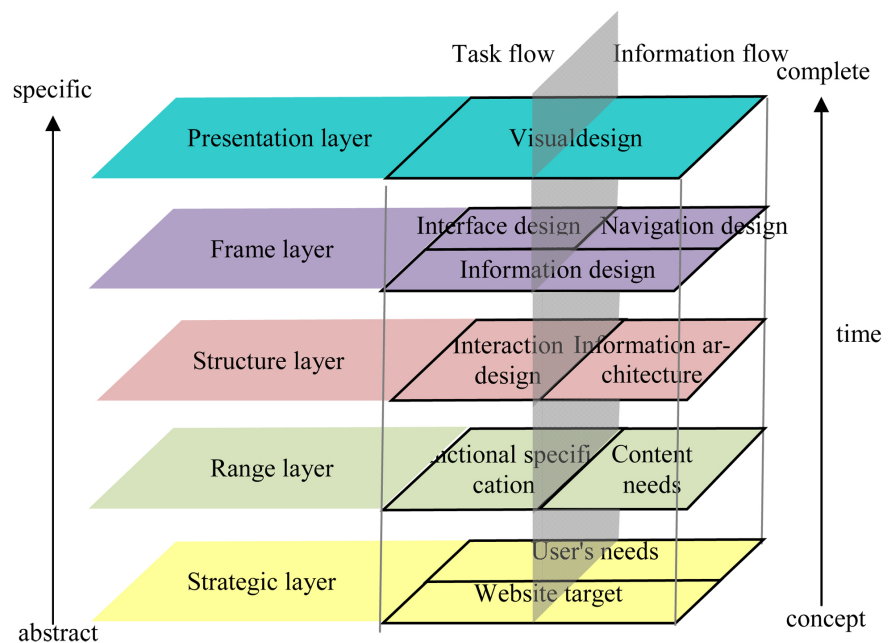 Task flow
Information flow
specific
complete
Presentation layer
Visualdesign
Interface design
Navigation design
Frame layer
Information design
Structure layer
Interaction
design
Information ar-
chitecture
time
Range layer
nctional specifi
cation
Content
needs
Strategic layer
User's needs
Website target
abstract
concept